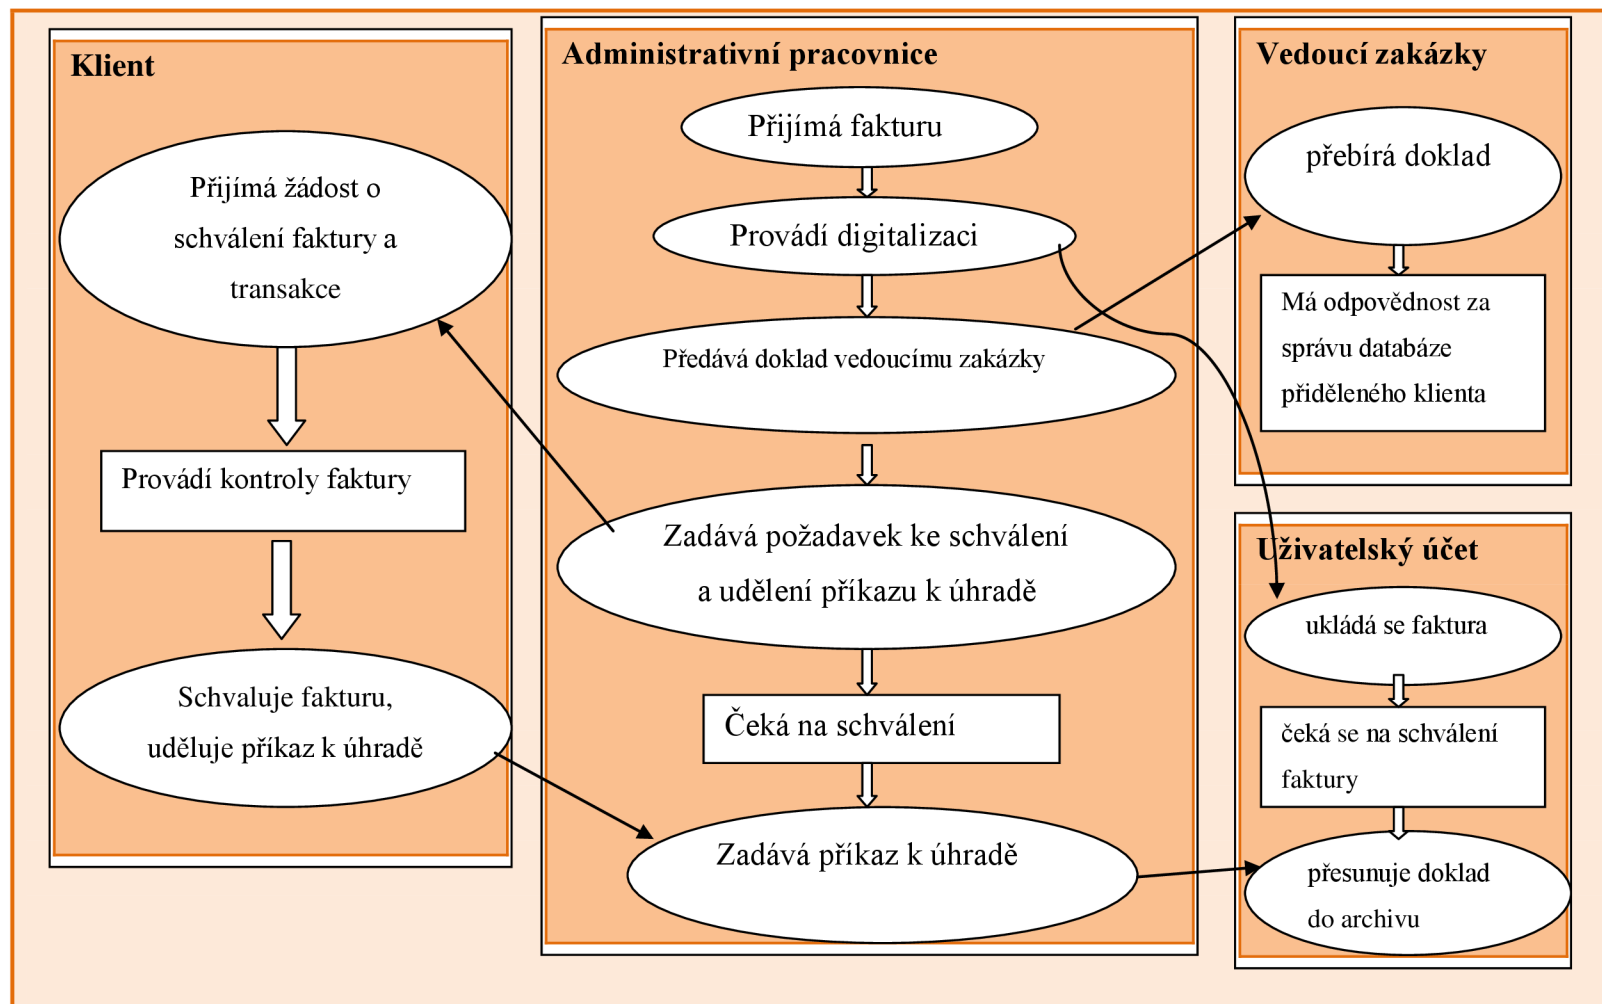 Klient
Přijímá žádost o
schválení faktury a
transakce
Provádí kontroly faktury
Schvaluje fakturu,
uděluje příkaz k úhradě
Administrativní pracovnice
Přijímá fakturu
Provádí digitalizaci
Předává doklad vedoucímu zakázky
Zadává požadavek ke schválení
a udělení příkazu k úhradě
Čeká na schválení
Zadává příkaz k úhradě
Vedoucí zakázky
přebírá doklad
Má odpovědnost za
správu databáze
přiděleného klienta
Uživatelský účet
ukládá se faktura
čeká se na schválení
faktury
přesunuje doklad
do archivu